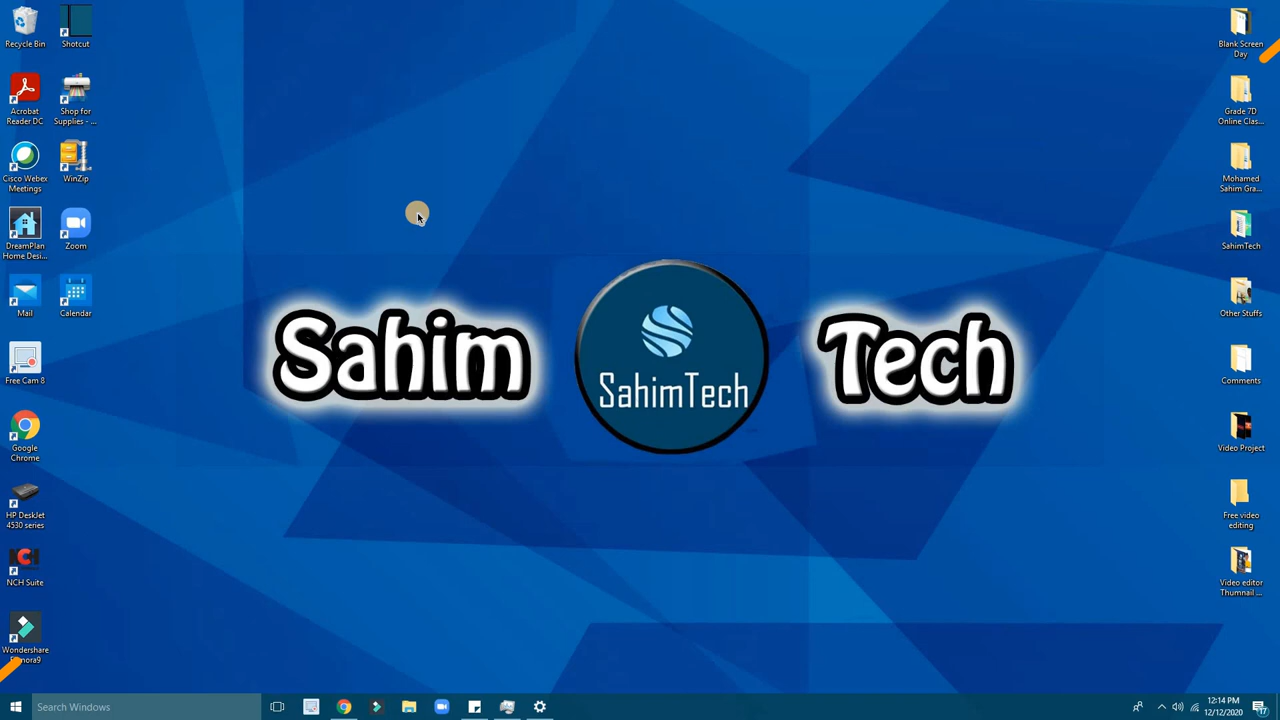 Recycle Bin
Shotcut
Acrobat
Reader DC
Shop for
Supplies - ...
Cisco Webex
Meetings
WinZip
DreamPlan
Home Desi...
Zoom
Mail
Calendar
Free Cam 8
Google
Chrome
HP DeskJet
4530 series
NCH Suite
Wondershare
Sahim
SahimTech
Tech
Blank Screen
Day
Grade 7D
Online Clas...
Mohamed
Sahim Gra...
SahimTech
Other Stuffs
Comments
Video Project
Free video
editing
Video editor
Thumnail ...
Search Windows
12:14 PM
12/12/2020
17